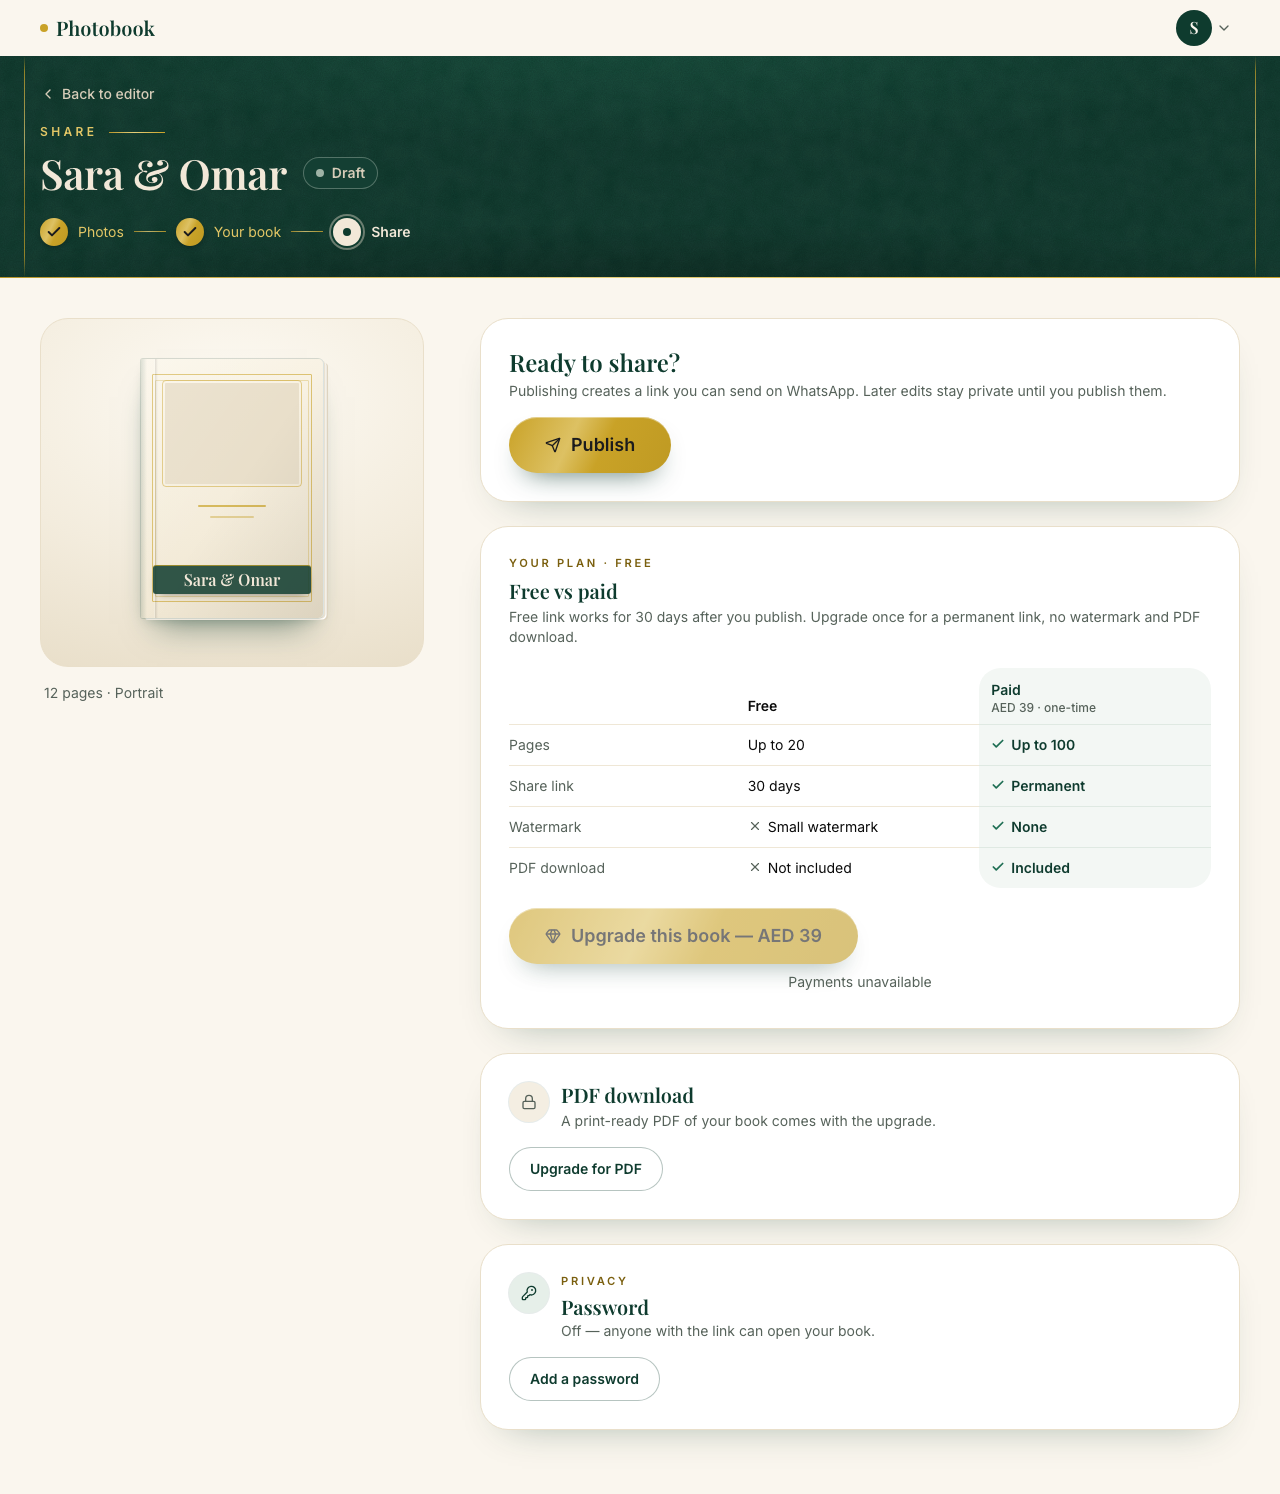 Photobook
S
Back to editor
SHARE
Sara & Omar
Draft
Photos
Your book
Share
Sara & Omar
12 pages · Portrait
Ready to share?
Publishing creates a link you can send on WhatsApp. Later edits stay private until you publish them.
Publish
YOUR PLAN · FREE
Free vs paid
Free link works for 30 days after you publish. Upgrade once for a permanent link, no watermark and PDF
download.
Free
Paid
AED 39 · one-time
Pages
Up to 20
Up to 100
Share link
30 days
Permanent
Watermark
Small watermark
None
PDF download
Not included
Included
Upgrade this book — AED 39
Payments unavailable
PDF download
A print-ready PDF of your book comes with the upgrade.
Upgrade for PDF
PRIVACY
Password
Off — anyone with the link can open your book.
Add a password